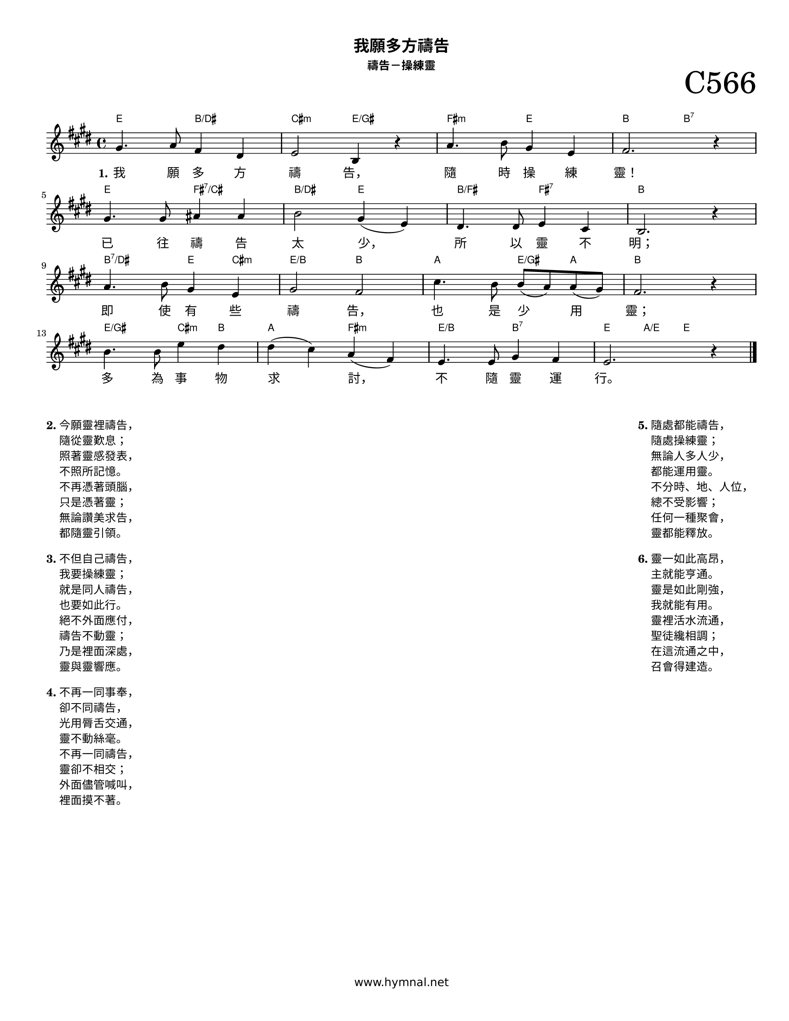 我願多方禱告
禱告－操練靈
C566
E B/D♯ C♯m E/G♯ F♯m E B B7
1. 我 願 多 方 禱 告， 隨 時 操 練 靈！
5
E F♯7/C♯ B/D♯ E B/F♯ F♯7 B
已 往 禱 告 太 少， 所 以 靈 不 明；
9
B7/D♯ E C♯m E/B B A E/G♯ A B
即 使 有 些 禱 告， 也 是 少 用 靈；
13
E/G♯ C♯m B A F♯m E/B B7 E A/E E
多 為 事 物 求 討， 不 隨 靈 運 行。
2. 今願靈裡禱告，
隨從靈歎息；
照著靈感發表，
不照所記憶。
不再憑著頭腦，
只是憑著靈；
無論讚美求告，
都隨靈引領。
3. 不但自己禱告，
我要操練靈；
就是同人禱告，
也要如此行。
絕不外面應付，
禱告不動靈；
乃是裡面深處，
靈與靈響應。
4. 不再一同事奉，
卻不同禱告，
光用脣舌交通，
靈不動絲毫。
不再一同禱告，
靈卻不相交；
外面儘管喊叫，
裡面摸不著。
5. 隨處都能禱告，
隨處操練靈；
無論人多人少，
都能運用靈。
不分時、地、人位，
總不受影響；
任何一種聚會，
靈都能釋放。
6. 靈一如此高昂，
主就能亨通。
靈是如此剛強，
我就能有用。
靈裡活水流通，
聖徒纔相調；
在這流通之中，
召會得建造。
www.hymnal.net